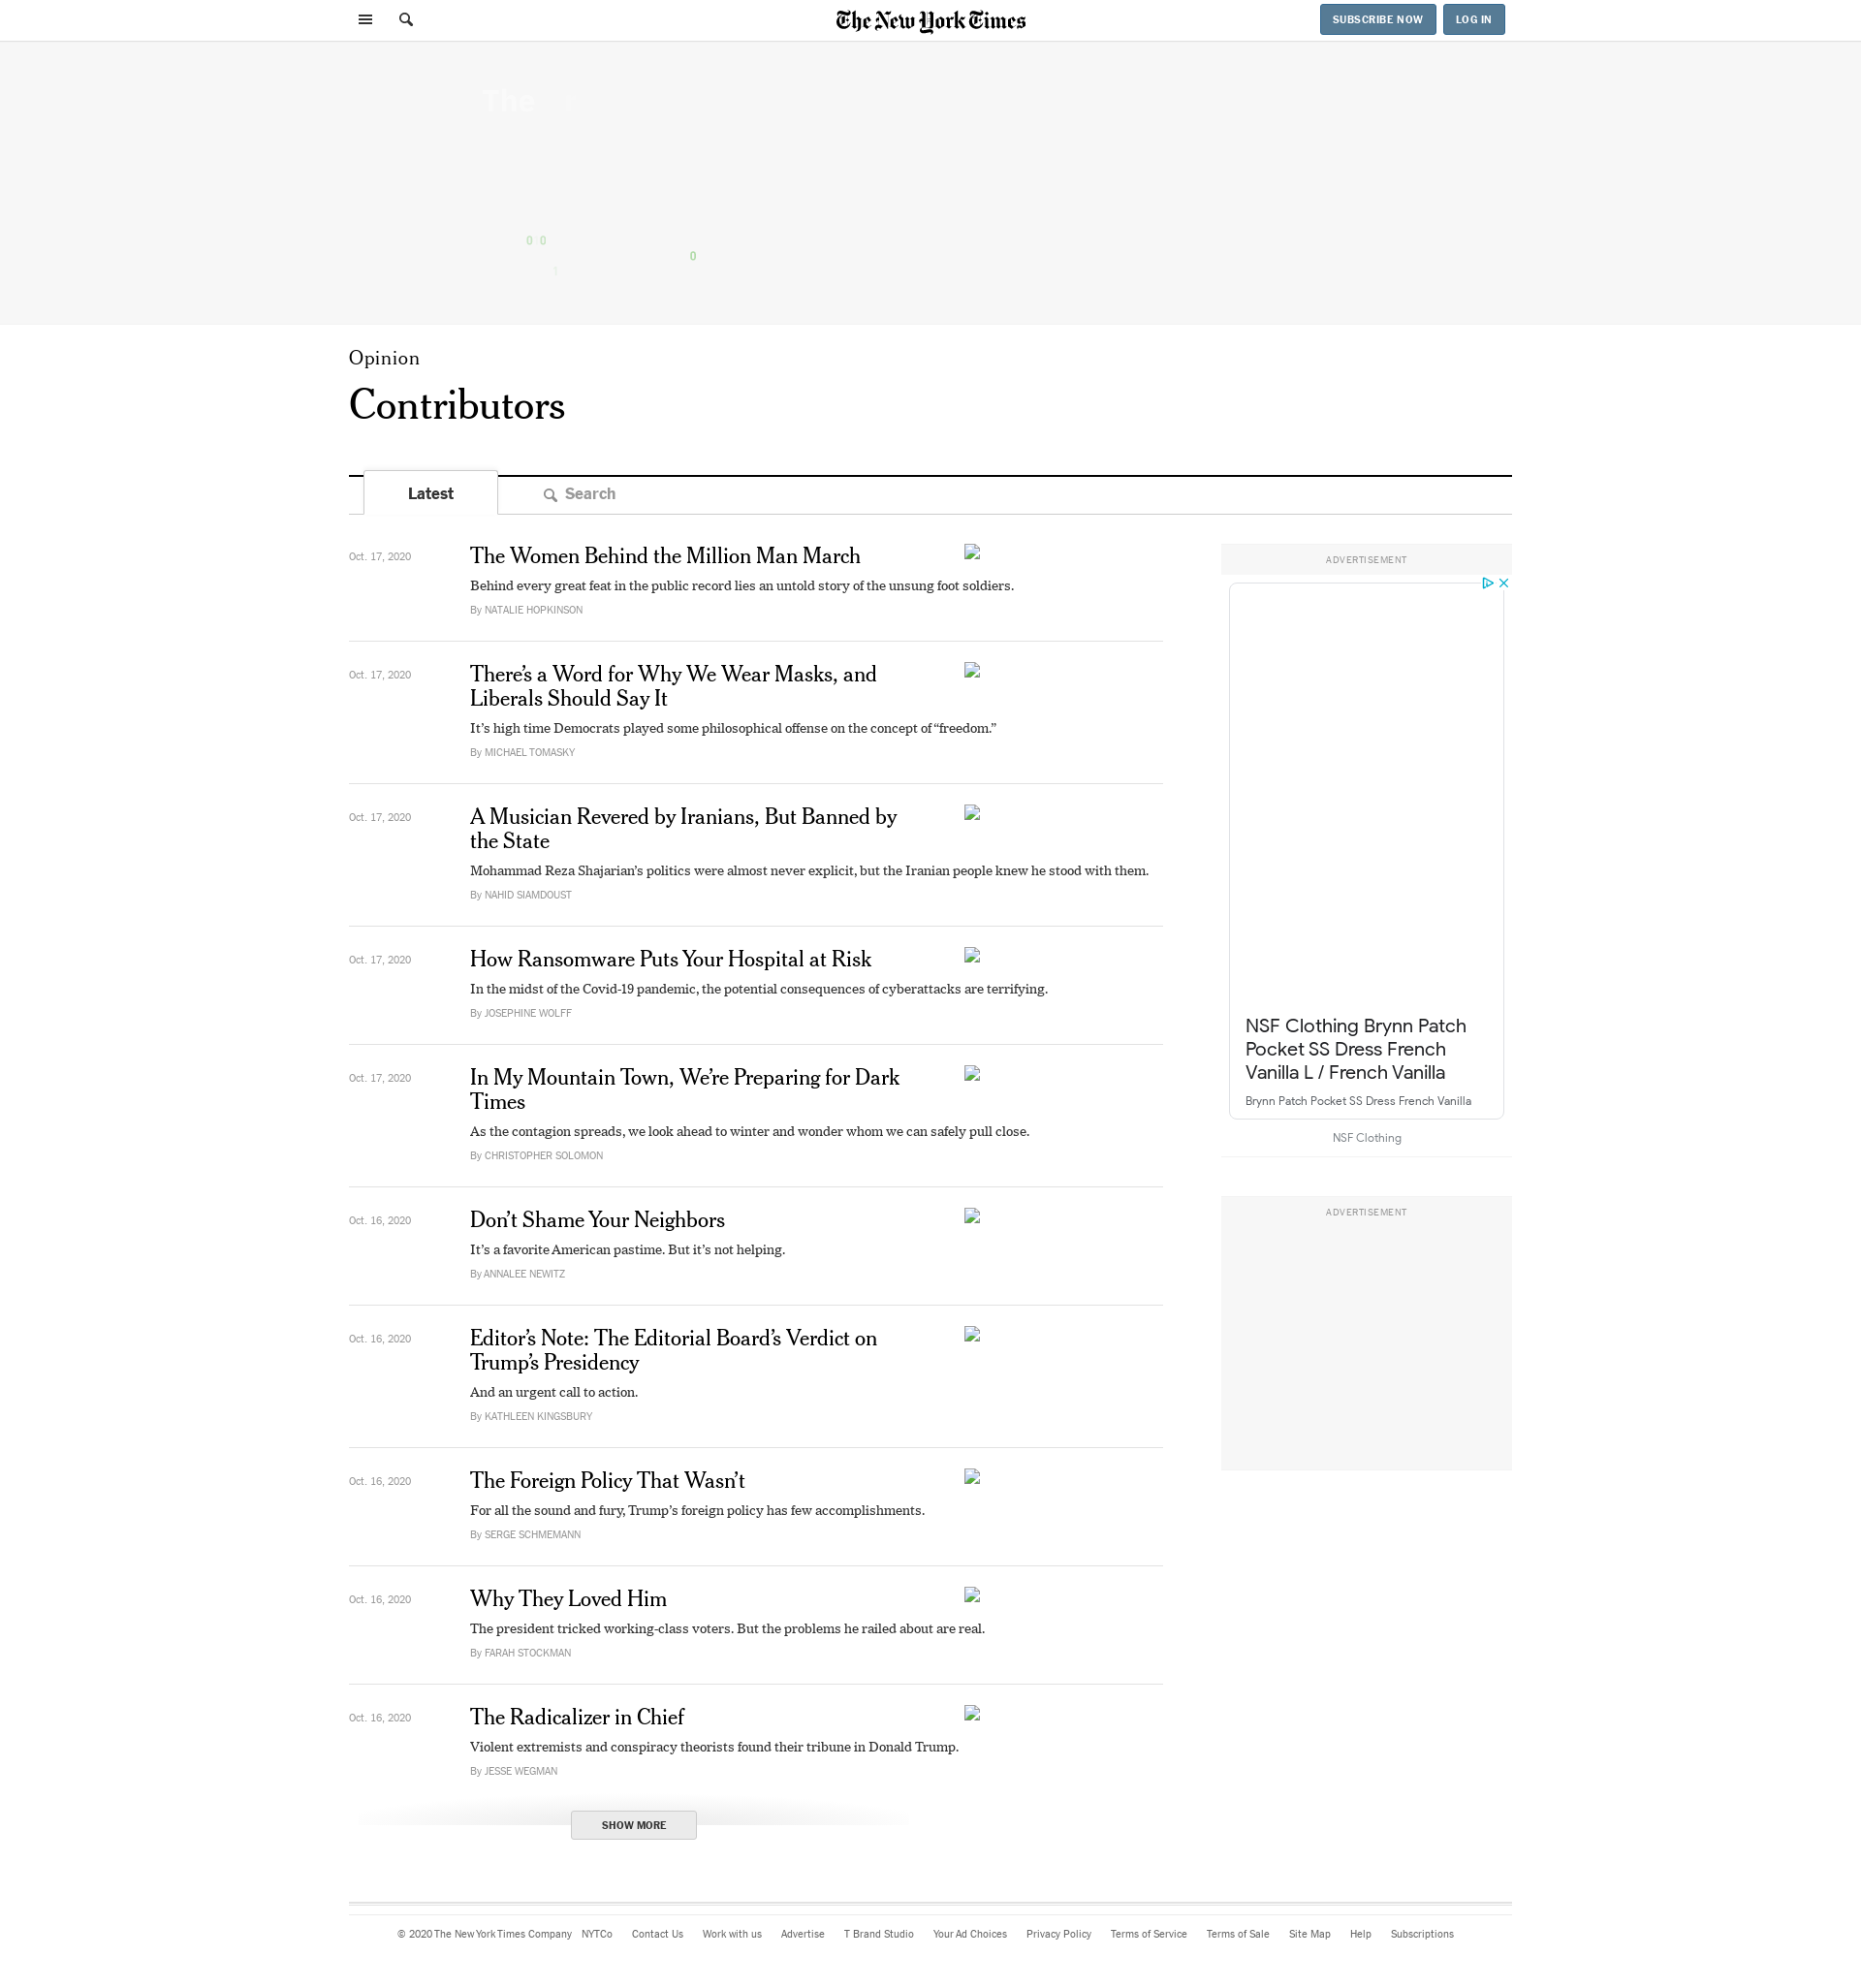 The New York Times
SUBSCRIBE NOW
LOG IN
The
0 0
0
1
Opinion
Contributors
Latest
Search
Oct. 17, 2020
The Women Behind the Million Man March
Behind every great feat in the public record lies an untold story of the unsung foot soldiers.
By NATALIE HOPKINSON
Oct. 17, 2020
There’s a Word for Why We Wear Masks, and
Liberals Should Say It
It’s high time Democrats played some philosophical offense on the concept of “freedom.”
By MICHAEL TOMASKY
Oct. 17, 2020
A Musician Revered by Iranians, But Banned by
the State
Mohammad Reza Shajarian’s politics were almost never explicit, but the Iranian people knew he stood with them.
By NAHID SIAMDOUST
Oct. 17, 2020
How Ransomware Puts Your Hospital at Risk
In the midst of the Covid-19 pandemic, the potential consequences of cyberattacks are terrifying.
By JOSEPHINE WOLFF
Oct. 17, 2020
In My Mountain Town, We’re Preparing for Dark
Times
As the contagion spreads, we look ahead to winter and wonder whom we can safely pull close.
By CHRISTOPHER SOLOMON
Oct. 16, 2020
Don’t Shame Your Neighbors
It’s a favorite American pastime. But it’s not helping.
By ANNALEE NEWITZ
Oct. 16, 2020
Editor’s Note: The Editorial Board’s Verdict on
Trump’s Presidency
And an urgent call to action.
By KATHLEEN KINGSBURY
Oct. 16, 2020
The Foreign Policy That Wasn’t
For all the sound and fury, Trump’s foreign policy has few accomplishments.
By SERGE SCHMEMANN
Oct. 16, 2020
Why They Loved Him
The president tricked working-class voters. But the problems he railed about are real.
By FARAH STOCKMAN
Oct. 16, 2020
The Radicalizer in Chief
Violent extremists and conspiracy theorists found their tribune in Donald Trump.
By JESSE WEGMAN
SHOW MORE
ADVERTISEMENT
NSF Clothing Brynn Patch
Pocket SS Dress French
Vanilla L / French Vanilla
Brynn Patch Pocket SS Dress French Vanilla
NSF Clothing
ADVERTISEMENT
© 2020 The New York Times Company NYTCo Contact Us Work with us Advertise T Brand Studio Your Ad Choices Privacy Policy Terms of Service Terms of Sale Site Map Help Subscriptions